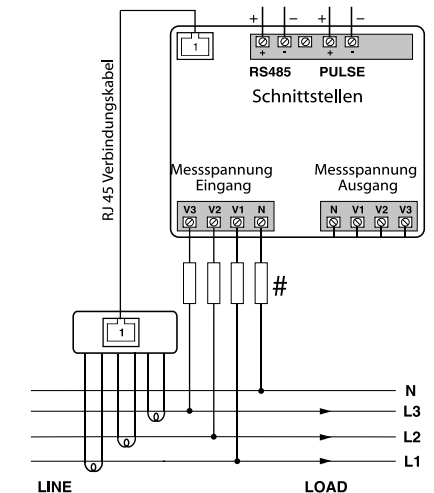 + − + −
1
+ - + -
RS485 PULSE
Schnittstellen
RJ 45 Verbindungskabel
Messspannung
Eingang
Messspannung
Ausgang
V3 V2 V1 N
N V1 V2 V3
#
1
N
L3
L2
L1
LINE LOAD